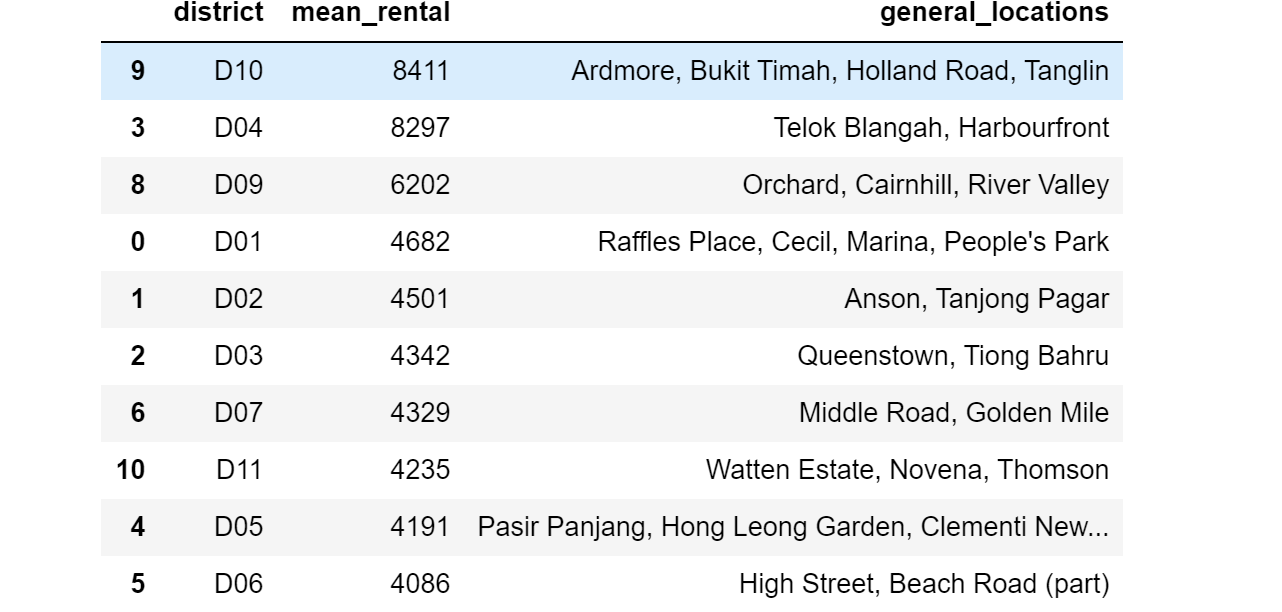 district mean_rental general_locations
9 D10 8411 Ardmore, Bukit Timah, Holland Road, Tanglin
3 D04 8297 Telok Blangah, Harbourfront
8 D09 6202 Orchard, Cairnhill, River Valley
0 D01 4682 Raffles Place, Cecil, Marina, People's Park
1 D02 4501 Anson, Tanjong Pagar
2 D03 4342 Queenstown, Tiong Bahru
6 D07 4329 Middle Road, Golden Mile
10 D11 4235 Watten Estate, Novena, Thomson
4 D05 4191 Pasir Panjang, Hong Leong Garden, Clementi New...
5 D06 4086 High Street, Beach Road (part)